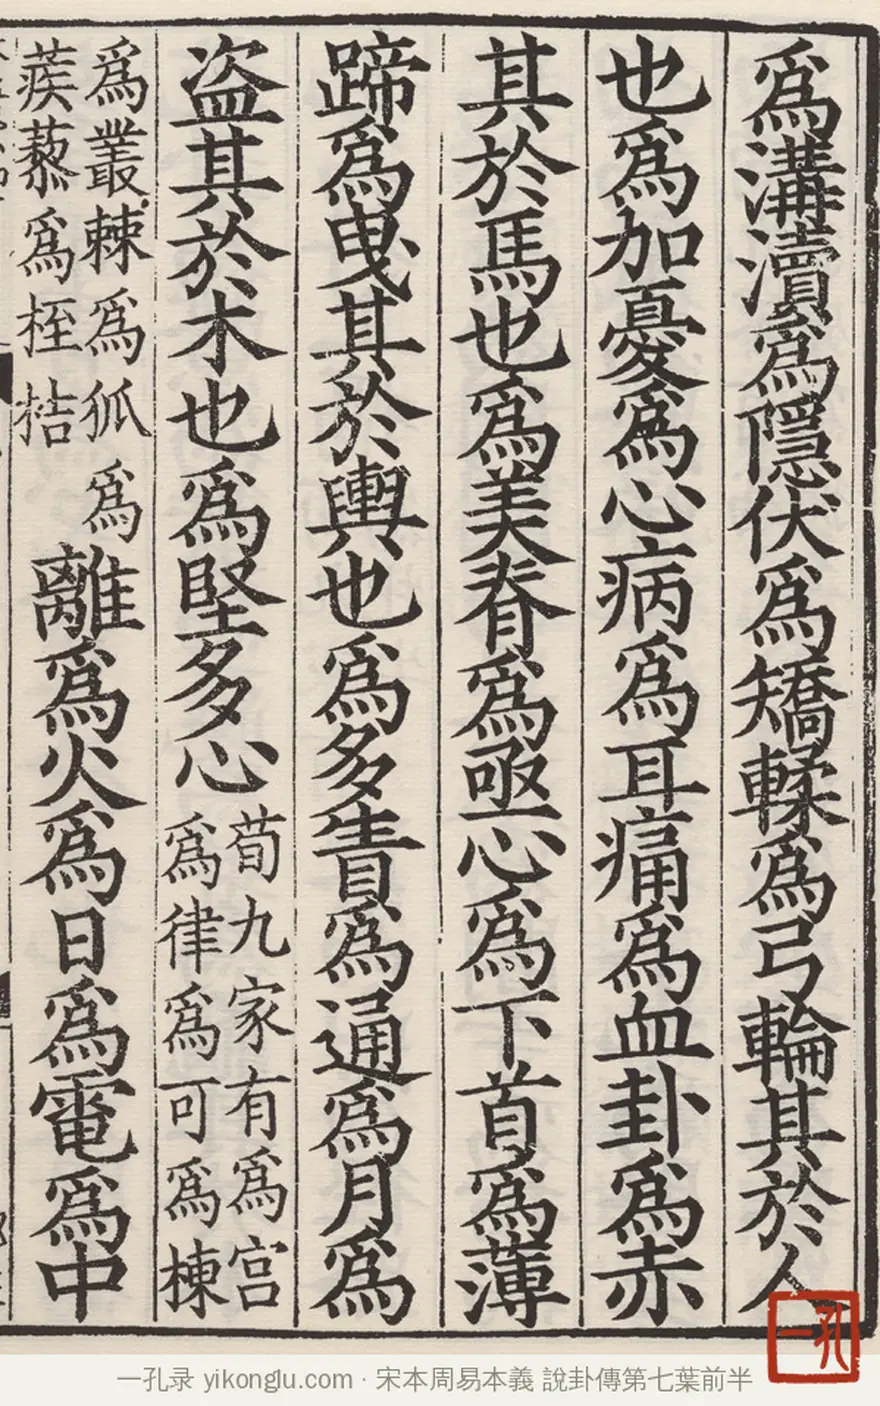 爲溝瀆爲隱伏爲矯輮爲弓輪其於人
也爲加憂爲心病爲耳痛爲血卦爲赤
其於馬也爲美脊爲亟心爲下首爲薄
蹄爲曳其於輿也爲多眚爲通爲月爲
盗其於木也爲堅多心
荀九家有爲宫
爲律爲可爲棟
爲叢棘爲狐爲
蒺藜爲桎梏
離爲火爲日爲電爲中
一孔
一孔录 yikonglu.com · 宋本周易本義 說卦傳第七葉前半